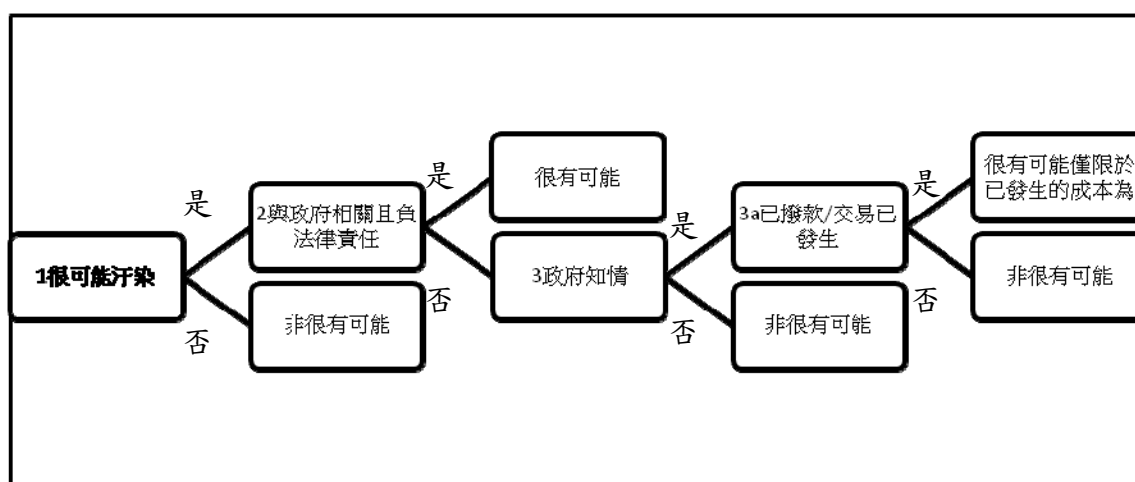 1很可能汙染
是
否
2與政府相關且負
法律責任
非很有可能
是
否
很有可能
3政府知情
是
否
3a已撥款/交易已
發生
非很有可能
是
否
很有可能僅限於
已發生的成本為
非很有可能